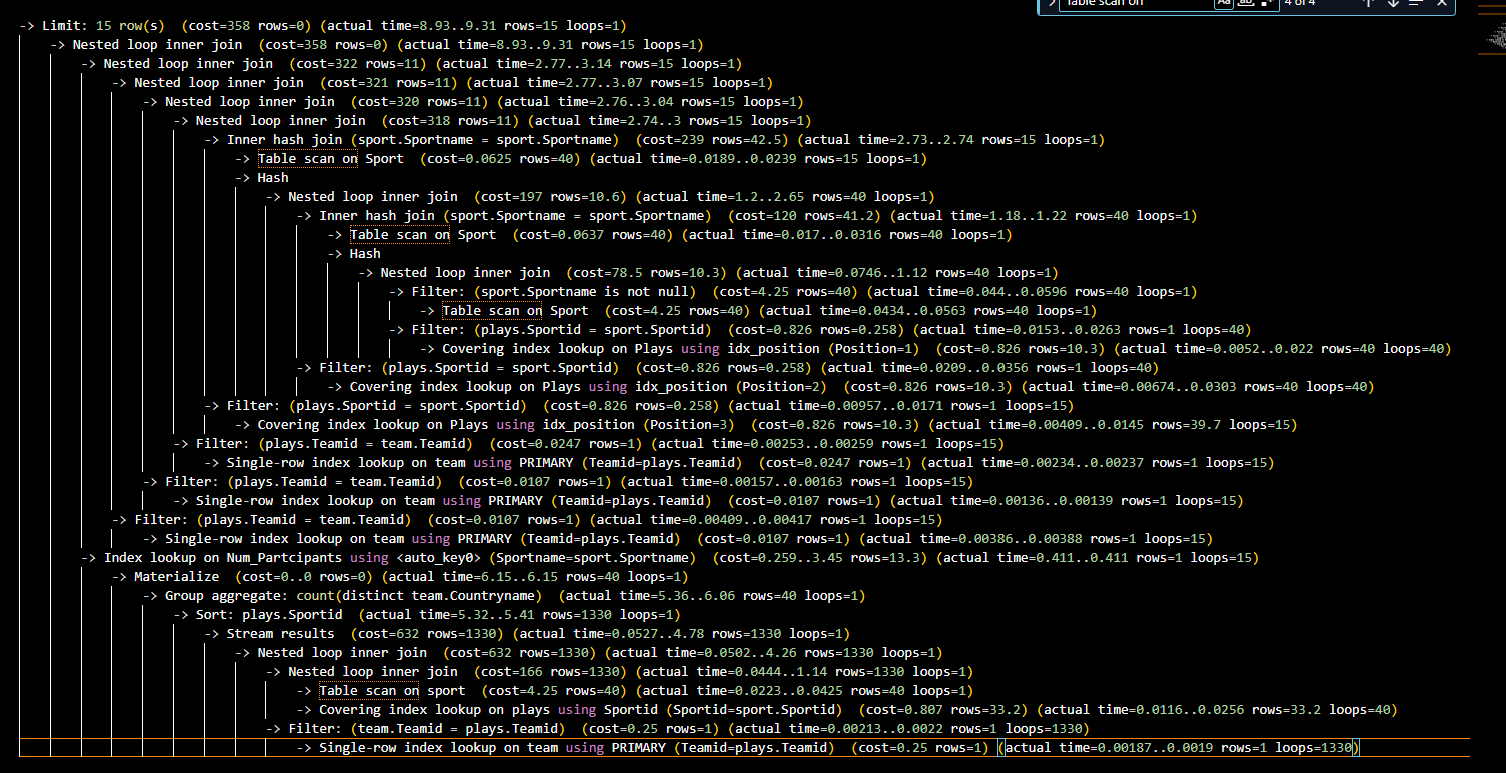 Table scan on
Aa
ab
4 of 4
-> Limit: 15 row(s)  (cost=358 rows=0) (actual time=8.93..9.31 rows=15 loops=1)
-> Nested loop inner join  (cost=358 rows=0) (actual time=8.93..9.31 rows=15 loops=1)
-> Nested loop inner join  (cost=322 rows=11) (actual time=2.77..3.14 rows=15 loops=1)
-> Nested loop inner join  (cost=321 rows=11) (actual time=2.77..3.07 rows=15 loops=1)
-> Nested loop inner join  (cost=320 rows=11) (actual time=2.76..3.04 rows=15 loops=1)
-> Nested loop inner join  (cost=318 rows=11) (actual time=2.74..3 rows=15 loops=1)
-> Inner hash join (sport.Sportname = sport.Sportname)  (cost=239 rows=42.5) (actual time=2.73..2.74 rows=15 loops=1)
-> Table scan on Sport  (cost=0.0625 rows=40) (actual time=0.0189..0.0239 rows=15 loops=1)
-> Hash
-> Nested loop inner join  (cost=197 rows=10.6) (actual time=1.2..2.65 rows=40 loops=1)
-> Inner hash join (sport.Sportname = sport.Sportname)  (cost=120 rows=41.2) (actual time=1.18..1.22 rows=40 loops=1)
-> Table scan on Sport  (cost=0.0637 rows=40) (actual time=0.017..0.0316 rows=40 loops=1)
-> Hash
-> Nested loop inner join  (cost=78.5 rows=10.3) (actual time=0.0746..1.12 rows=40 loops=1)
-> Filter: (sport.Sportname is not null)  (cost=4.25 rows=40) (actual time=0.044..0.0596 rows=40 loops=1)
-> Table scan on Sport  (cost=4.25 rows=40) (actual time=0.0434..0.0563 rows=40 loops=1)
-> Filter: (plays.Sportid = sport.Sportid)  (cost=0.826 rows=0.258) (actual time=0.0153..0.0263 rows=1 loops=40)
-> Covering index lookup on Plays using idx_position (Position=1)  (cost=0.826 rows=10.3) (actual time=0.0052..0.022 rows=40 loops=40)
-> Filter: (plays.Sportid = sport.Sportid)  (cost=0.826 rows=0.258) (actual time=0.0209..0.0356 rows=1 loops=40)
-> Covering index lookup on Plays using idx_position (Position=2)  (cost=0.826 rows=10.3) (actual time=0.00674..0.0303 rows=40 loops=40)
-> Filter: (plays.Sportid = sport.Sportid)  (cost=0.826 rows=0.258) (actual time=0.00957..0.0171 rows=1 loops=15)
-> Covering index lookup on Plays using idx_position (Position=3)  (cost=0.826 rows=10.3) (actual time=0.00409..0.0145 rows=39.7 loops=15)
-> Filter: (plays.Teamid = team.Teamid)  (cost=0.0247 rows=1) (actual time=0.00253..0.00259 rows=1 loops=15)
-> Single-row index lookup on team using PRIMARY (Teamid=plays.Teamid)  (cost=0.0247 rows=1) (actual time=0.00234..0.00237 rows=1 loops=15)
-> Filter: (plays.Teamid = team.Teamid)  (cost=0.0107 rows=1) (actual time=0.00157..0.00163 rows=1 loops=15)
-> Single-row index lookup on team using PRIMARY (Teamid=plays.Teamid)  (cost=0.0107 rows=1) (actual time=0.00136..0.00139 rows=1 loops=15)
-> Filter: (plays.Teamid = team.Teamid)  (cost=0.0107 rows=1) (actual time=0.00409..0.00417 rows=1 loops=15)
-> Single-row index lookup on team using PRIMARY (Teamid=plays.Teamid)  (cost=0.0107 rows=1) (actual time=0.00386..0.00388 rows=1 loops=15)
-> Index lookup on Num_Partcipants using <auto_key0> (Sportname=sport.Sportname)  (cost=0.259..3.45 rows=13.3) (actual time=0.411..0.411 rows=1 loops=15)
-> Materialize  (cost=0..0 rows=0) (actual time=6.15..6.15 rows=40 loops=1)
-> Group aggregate: count(distinct team.Countryname)  (actual time=5.36..6.06 rows=40 loops=1)
-> Sort: plays.Sportid  (actual time=5.32..5.41 rows=1330 loops=1)
-> Stream results  (cost=632 rows=1330) (actual time=0.0527..4.78 rows=1330 loops=1)
-> Nested loop inner join  (cost=632 rows=1330) (actual time=0.0502..4.26 rows=1330 loops=1)
-> Nested loop inner join  (cost=166 rows=1330) (actual time=0.0444..1.14 rows=1330 loops=1)
-> Table scan on sport  (cost=4.25 rows=40) (actual time=0.0223..0.0425 rows=40 loops=1)
-> Covering index lookup on plays using Sportid (Sportid=sport.Sportid)  (cost=0.807 rows=33.2) (actual time=0.0116..0.0256 rows=33.2 loops=40)
-> Filter: (team.Teamid = plays.Teamid)  (cost=0.25 rows=1) (actual time=0.00213..0.0022 rows=1 loops=1330)
-> Single-row index lookup on team using PRIMARY (Teamid=plays.Teamid)  (cost=0.25 rows=1) (actual time=0.00187..0.0019 rows=1 loops=1330)